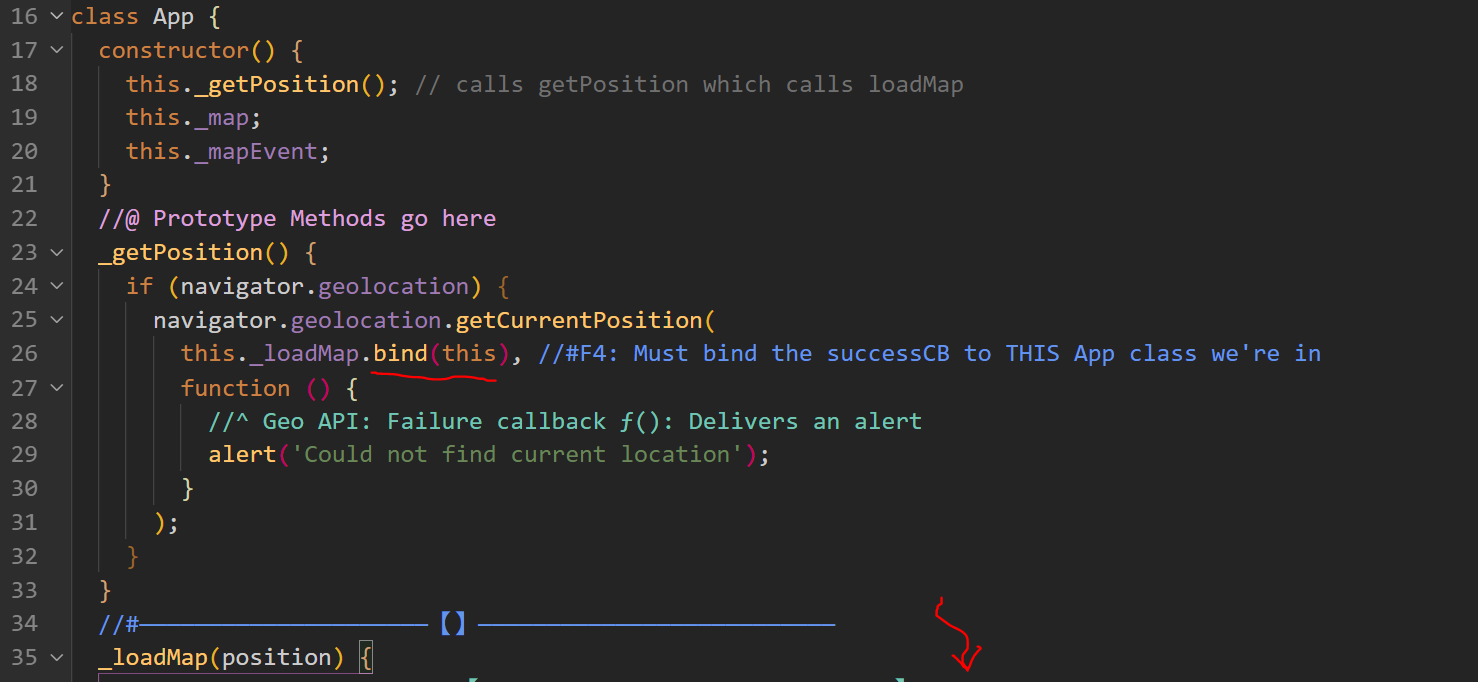 16 class App {
17 constructor() {
18 this._getPosition(); // calls getPosition which calls loadMap
19 this._map;
20 this._mapEvent;
21 }
22 //@ Prototype Methods go here
23 _getPosition() {
24 if (navigator.geolocation) {
25 navigator.geolocation.getCurrentPosition(
26 this._loadMap.bind(this), //#F4: Must bind the successCB to THIS App class we're in
27 function () {
28 //^ Geo API: Failure callback ƒ(): Delivers an alert
29 alert('Could not find current location');
30 }
31 );
32 }
33 }
34 //#—————————————————————【】——————————————————————————
35 _loadMap(position) {